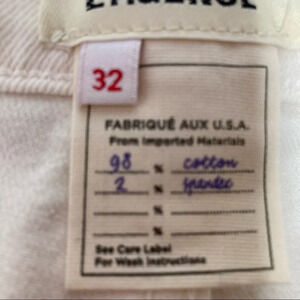 32
FABRIQUÉ AUX U.S.A.
From Imported Materials
98 % cotton
2 % spandex
%
%
See Care Label
For Wash Instructions